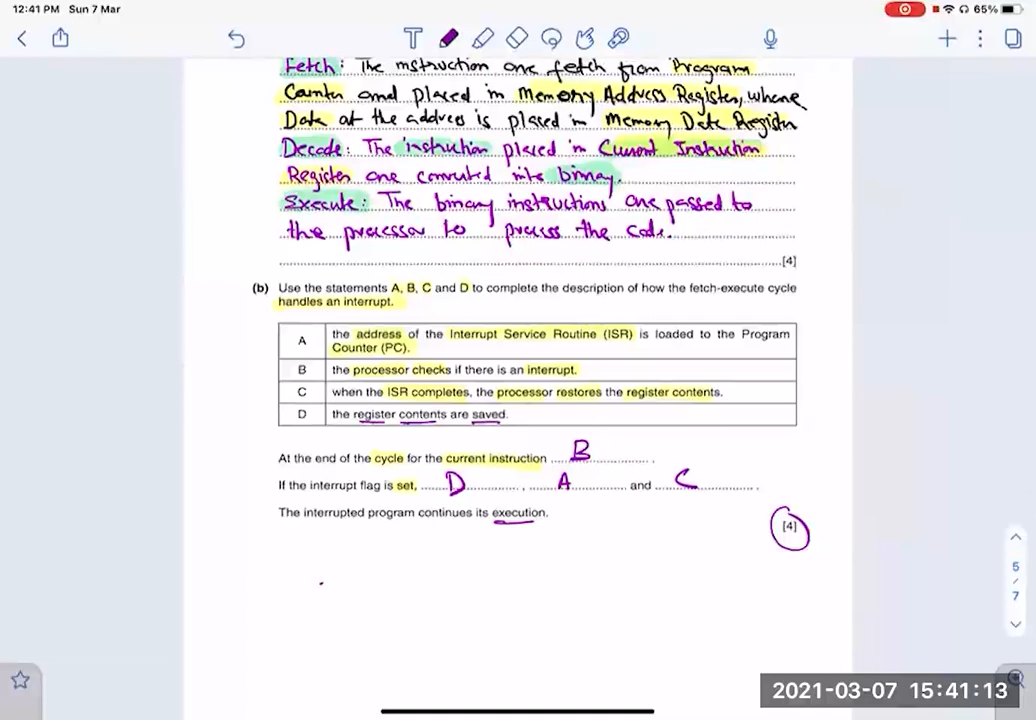 12:41 PM Sun 7 Mar
65%
Fetch: The instruction are fetch from Program
Counter and placed in Memory Address Register, where
Data at the address is placed in Memory Data Register
Decode: The instruction placed in Current Instruction
Register are converted into binary.
Execute: The binary instructions are passed to
the processor to process the code.
[4]
(b) Use the statements A, B, C and D to complete the description of how the fetch-execute cycle
handles an interrupt.
A the address of the Interrupt Service Routine (ISR) is loaded to the Program
Counter (PC).
B the processor checks if there is an interrupt.
C when the ISR completes, the processor restores the register contents.
D the register contents are saved.
At the end of the cycle for the current instruction B .
If the interrupt flag is set, D , A and C .
The interrupted program continues its execution.
[4]
5
/
7
2021-03-07 15:41:13